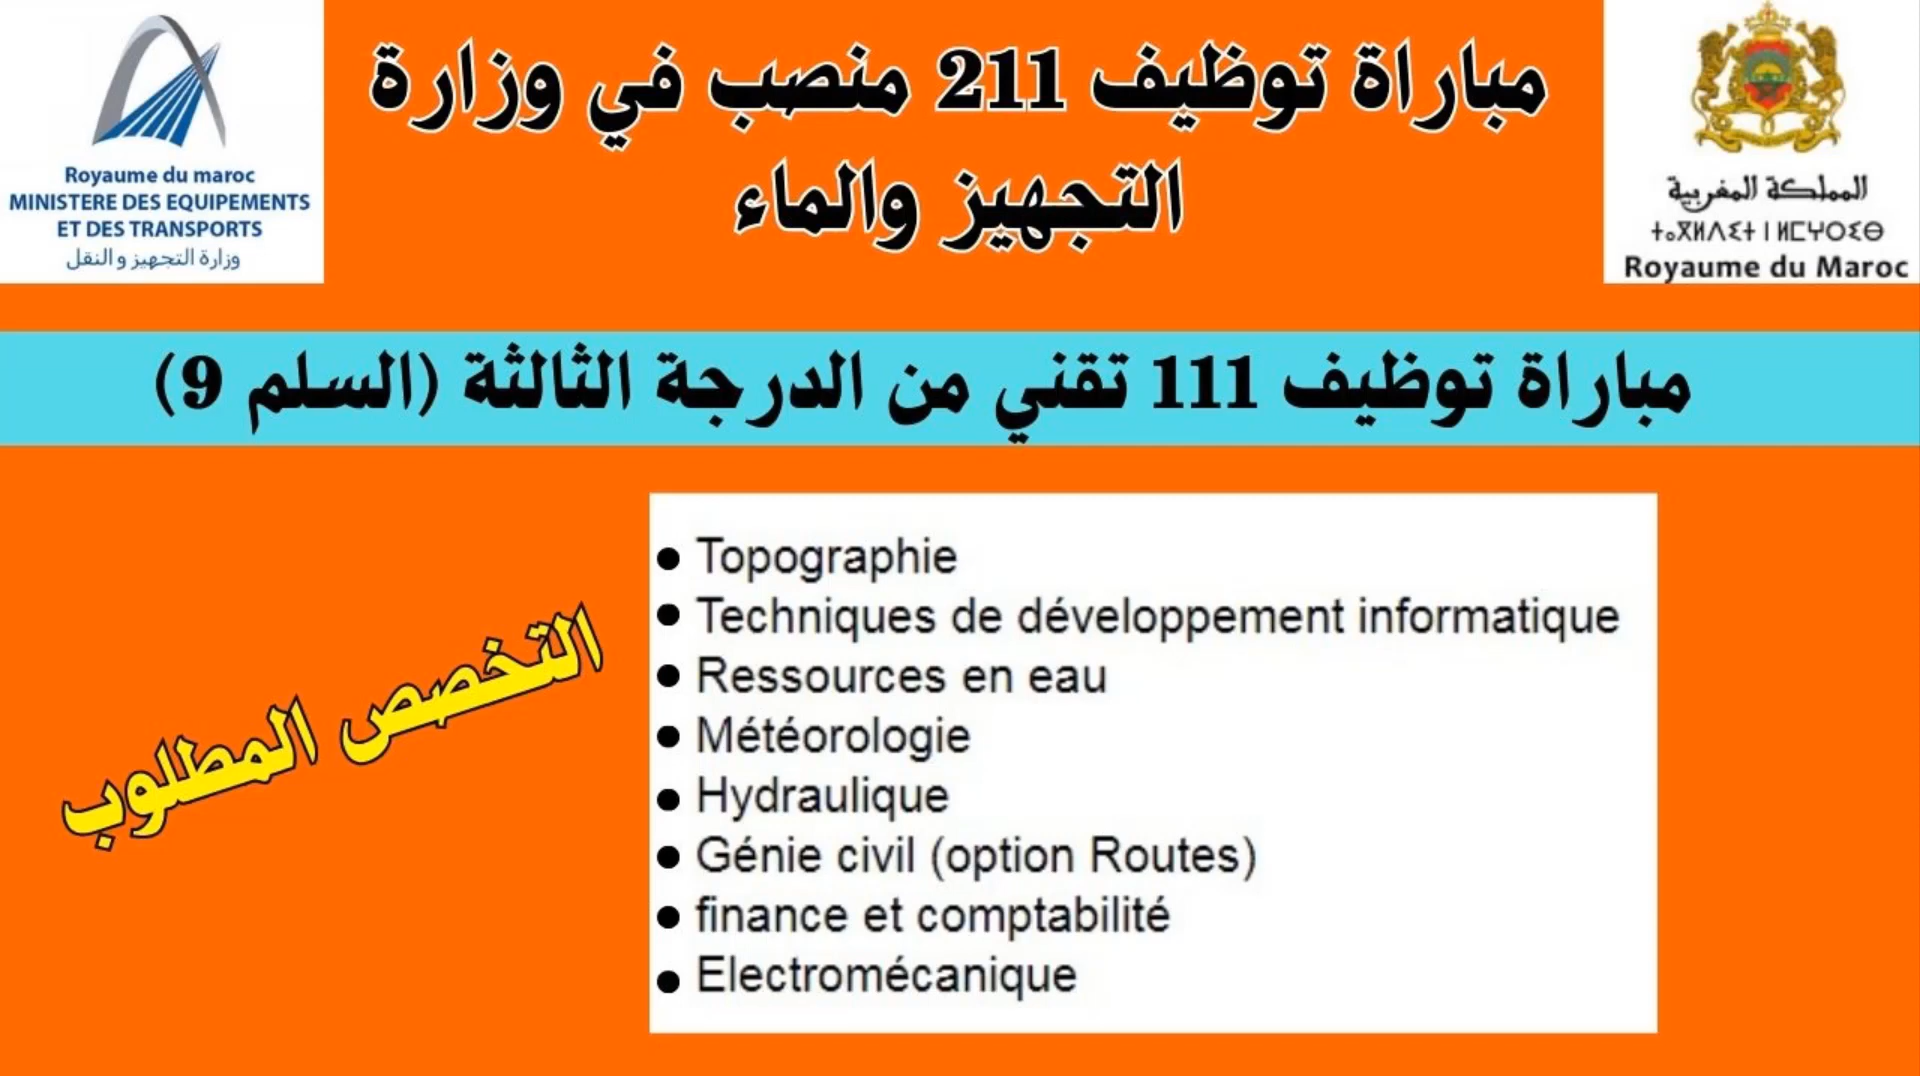 Royaume du maroc
MINISTERE DES EQUIPEMENTS
ET DES TRANSPORTS
وزارة التجهيز و النقل
مباراة توظيف 211 منصب في وزارة
التجهيز والماء
المملكة المغربية
ⵜⴰⴳⵍⴷⵉⵜ ⵏ ⵍⵎⵖⵔⵉⴱ
Royaume du Maroc
مباراة توظيف 111 تقني من الدرجة الثالثة (السلم 9)
التخصص المطلوب
● Topographie
● Techniques de développement informatique
● Ressources en eau
● Météorologie
● Hydraulique
● Génie civil (option Routes)
● finance et comptabilité
● Electromécanique